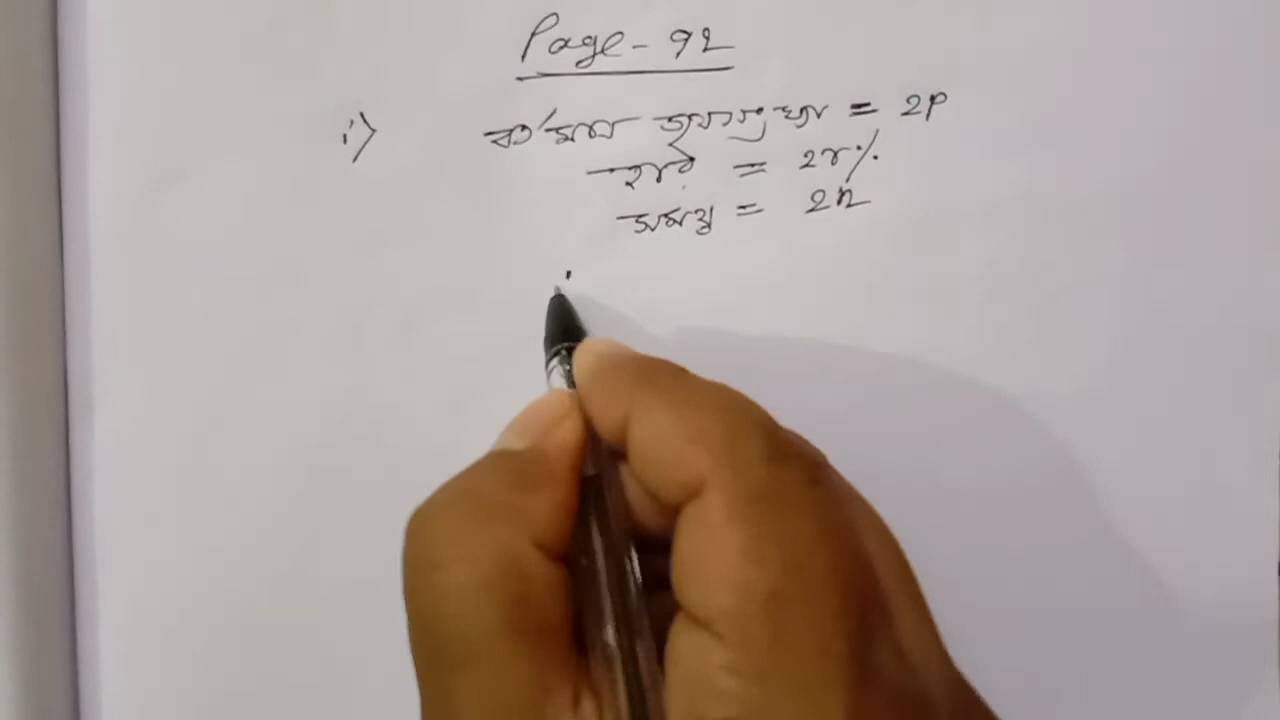 Page - 92
i) বর্তমান জনসংখ্যা = 2P
হার = 2r%
সময় = 2n